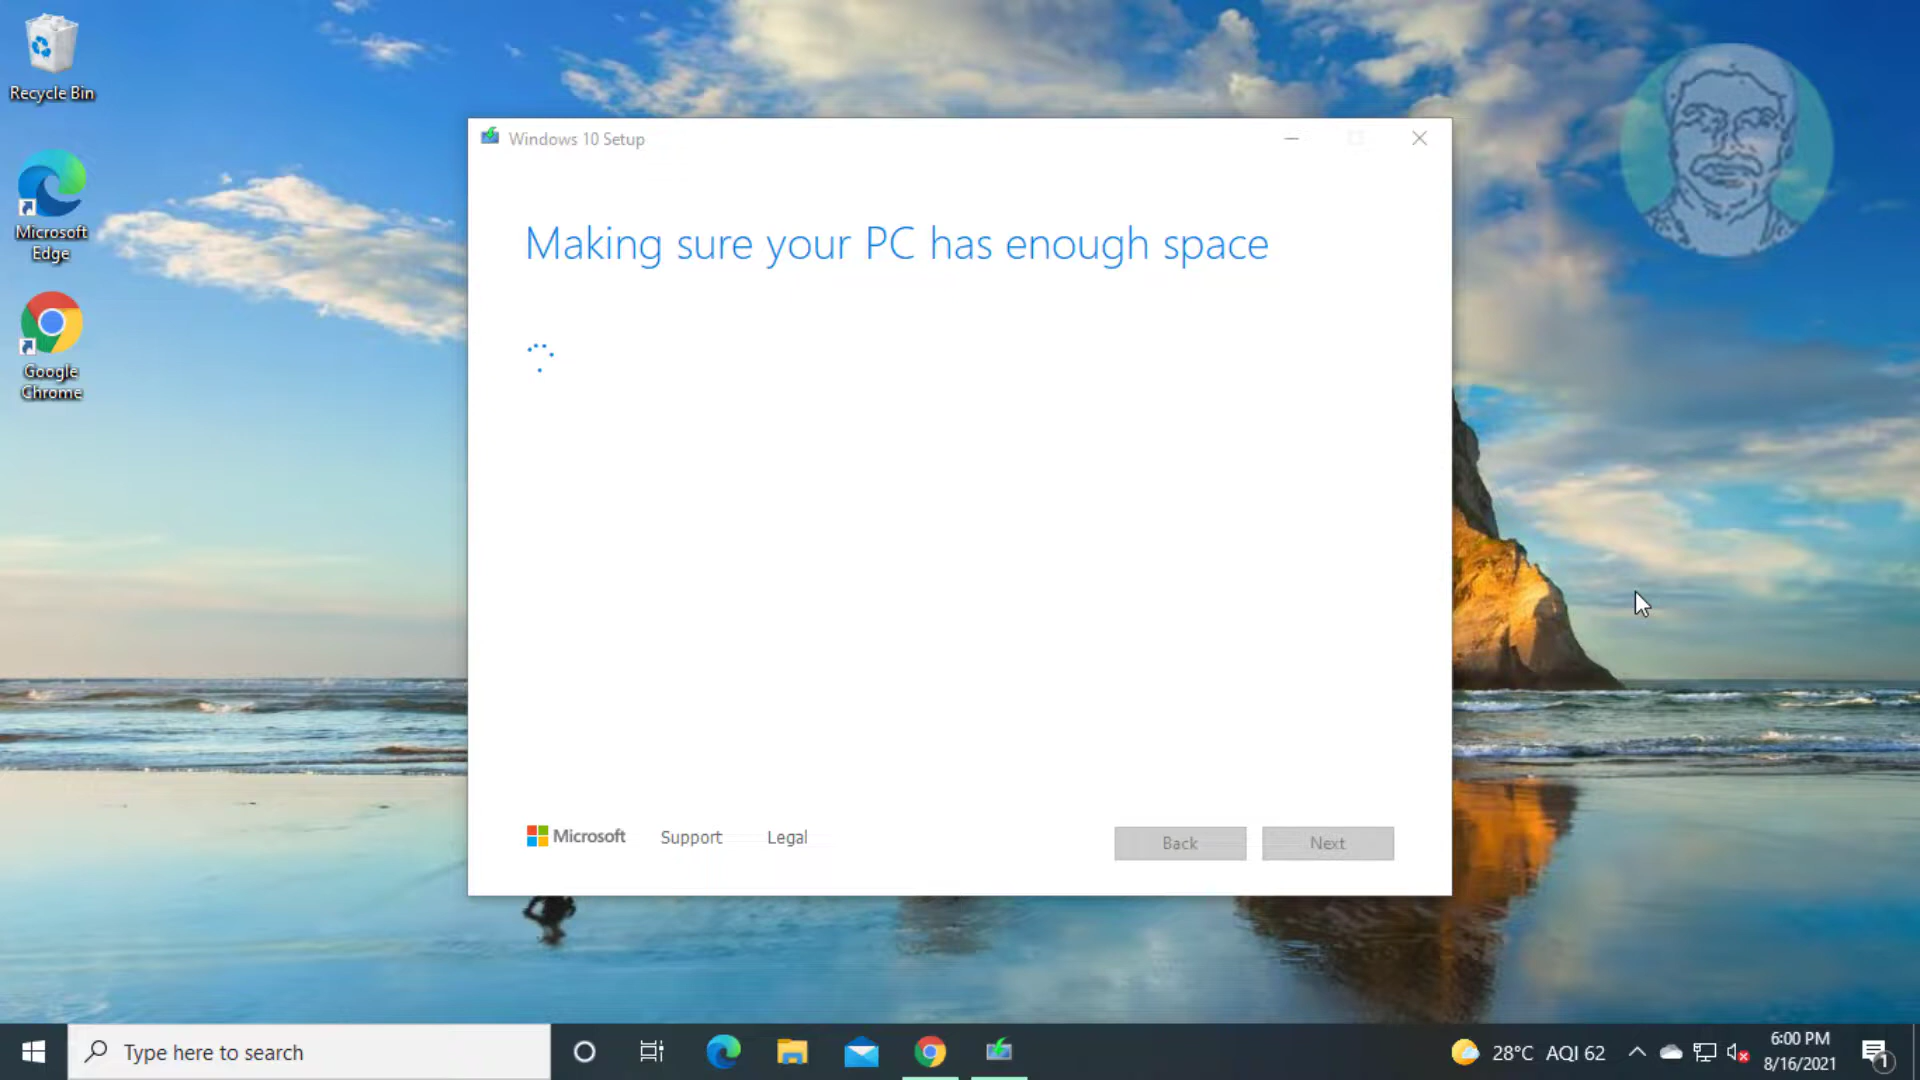 Recycle Bin
Microsoft
Edge
Google
Chrome
Windows 10 Setup
Making sure your PC has enough space
Microsoft
Support
Legal
Back
Next
Type here to search
28°C AQI 62
6:00 PM
8/16/2021
1